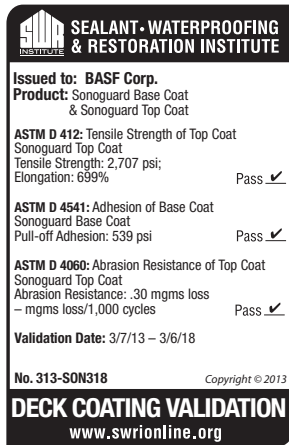 SWR
INSTITUTE
SEALANT • WATERPROOFING
& RESTORATION INSTITUTE
Issued to: BASF Corp.
Product: Sonoguard Base Coat
& Sonoguard Top Coat
ASTM D 412: Tensile Strength of Top Coat
Sonoguard Top Coat
Tensile Strength: 2,707 psi;
Elongation: 699% Pass ✔
ASTM D 4541: Adhesion of Base Coat
Sonoguard Base Coat
Pull-off Adhesion: 539 psi Pass ✔
ASTM D 4060: Abrasion Resistance of Top Coat
Sonoguard Top Coat
Abrasion Resistance: .30 mgms loss
– mgms loss/1,000 cycles Pass ✔
Validation Date: 3/7/13 – 3/6/18
No. 313-SON318 Copyright © 2013
DECK COATING VALIDATION
www.swrionline.org